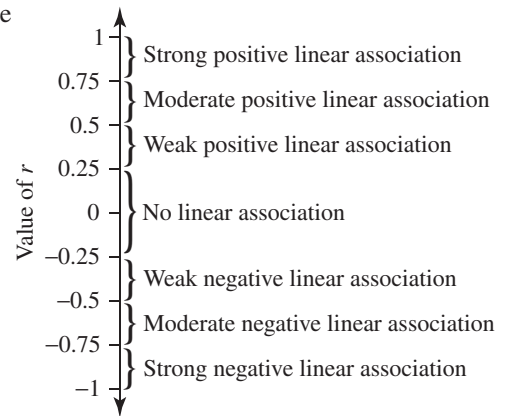 e
1
Strong positive linear association
0.75
Moderate positive linear association
0.5
Weak positive linear association
0.25
Value of r
0
No linear association
−0.25
Weak negative linear association
−0.5
Moderate negative linear association
−0.75
Strong negative linear association
−1